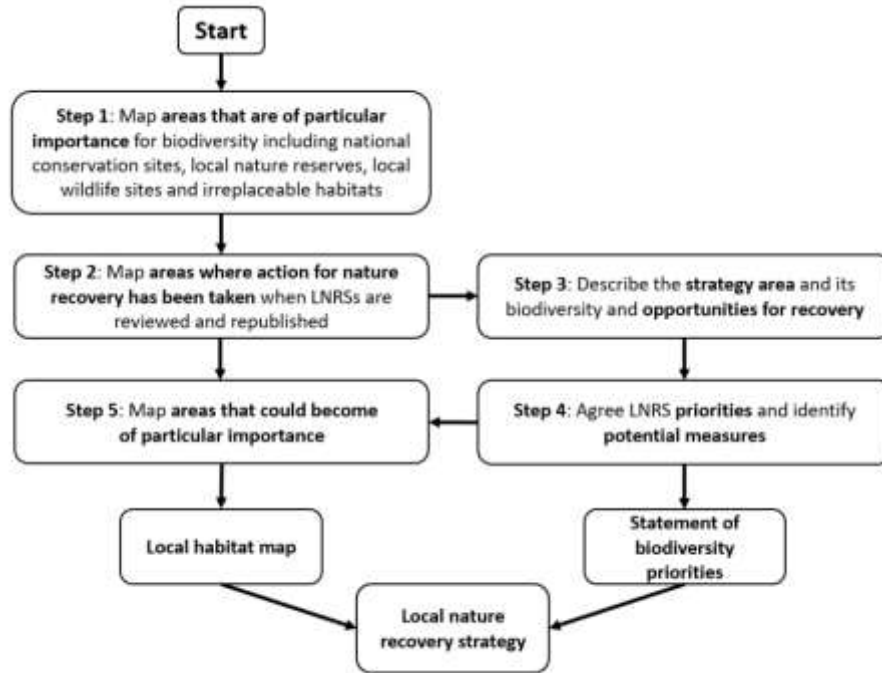 Start
Step 1: Map areas that are of particular
importance for biodiversity including national
conservation sites, local nature reserves, local
wildlife sites and irreplaceable habitats
Step 2: Map areas where action for nature
recovery has been taken when LNRSs are
reviewed and republished
Step 3: Describe the strategy area and its
biodiversity and opportunities for recovery
Step 5: Map areas that could become
of particular importance
Step 4: Agree LNRS priorities and identify
potential measures
Local habitat map
Statement of
biodiversity
priorities
Local nature
recovery strategy